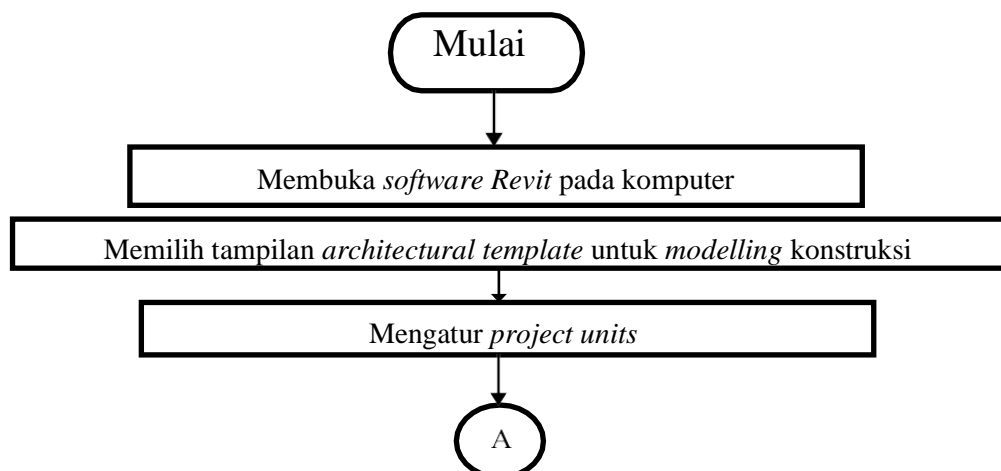 Mulai
Membuka software Revit pada komputer
Memilih tampilan architectural template untuk modelling konstruksi
Mengatur project units
A